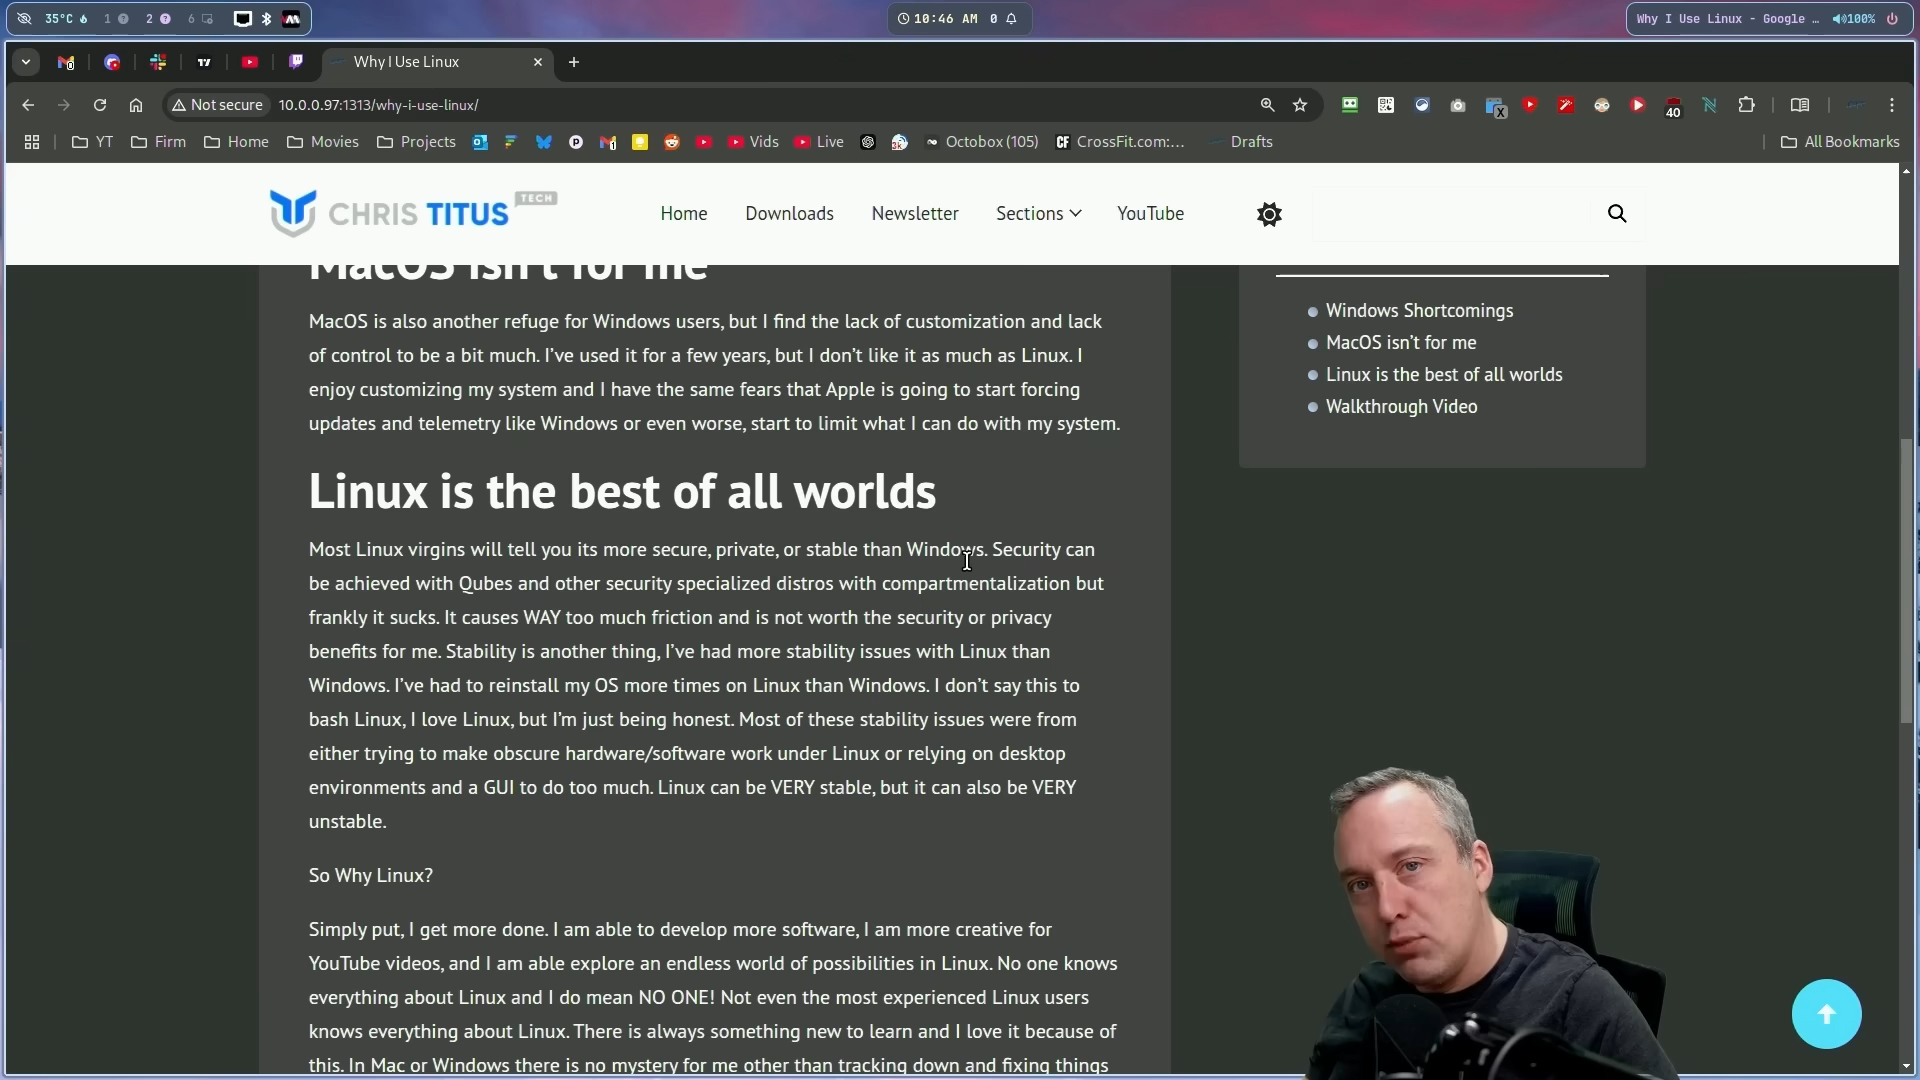 35°C 1 2 6
10:46 AM 0
Why I Use Linux - Google … 100%
Why I Use Linux
Not secure 10.0.0.97:1313/why-i-use-linux/
40
YT Firm Home Movies Projects Vids Live Octobox (105) CrossFit.com:... Drafts All Bookmarks
CHRIS TITUS TECH
Home Downloads Newsletter Sections YouTube
MacOS isn't for me
MacOS is also another refuge for Windows users, but I find the lack of customization and lack
of control to be a bit much. I've used it for a few years, but I don't like it as much as Linux. I
enjoy customizing my system and I have the same fears that Apple is going to start forcing
updates and telemetry like Windows or even worse, start to limit what I can do with my system.
Linux is the best of all worlds
Most Linux virgins will tell you its more secure, private, or stable than Windows. Security can
be achieved with Qubes and other security specialized distros with compartmentalization but
frankly it sucks. It causes WAY too much friction and is not worth the security or privacy
benefits for me. Stability is another thing, I've had more stability issues with Linux than
Windows. I've had to reinstall my OS more times on Linux than Windows. I don't say this to
bash Linux, I love Linux, but I'm just being honest. Most of these stability issues were from
either trying to make obscure hardware/software work under Linux or relying on desktop
environments and a GUI to do too much. Linux can be VERY stable, but it can also be VERY
unstable.
So Why Linux?
Simply put, I get more done. I am able to develop more software, I am more creative for
YouTube videos, and I am able explore an endless world of possibilities in Linux. No one knows
everything about Linux and I do mean NO ONE! Not even the most experienced Linux users
knows everything about Linux. There is always something new to learn and I love it because of
this. In Mac or Windows there is no mystery for me other than tracking down and fixing things
Windows Shortcomings
MacOS isn't for me
Linux is the best of all worlds
Walkthrough Video